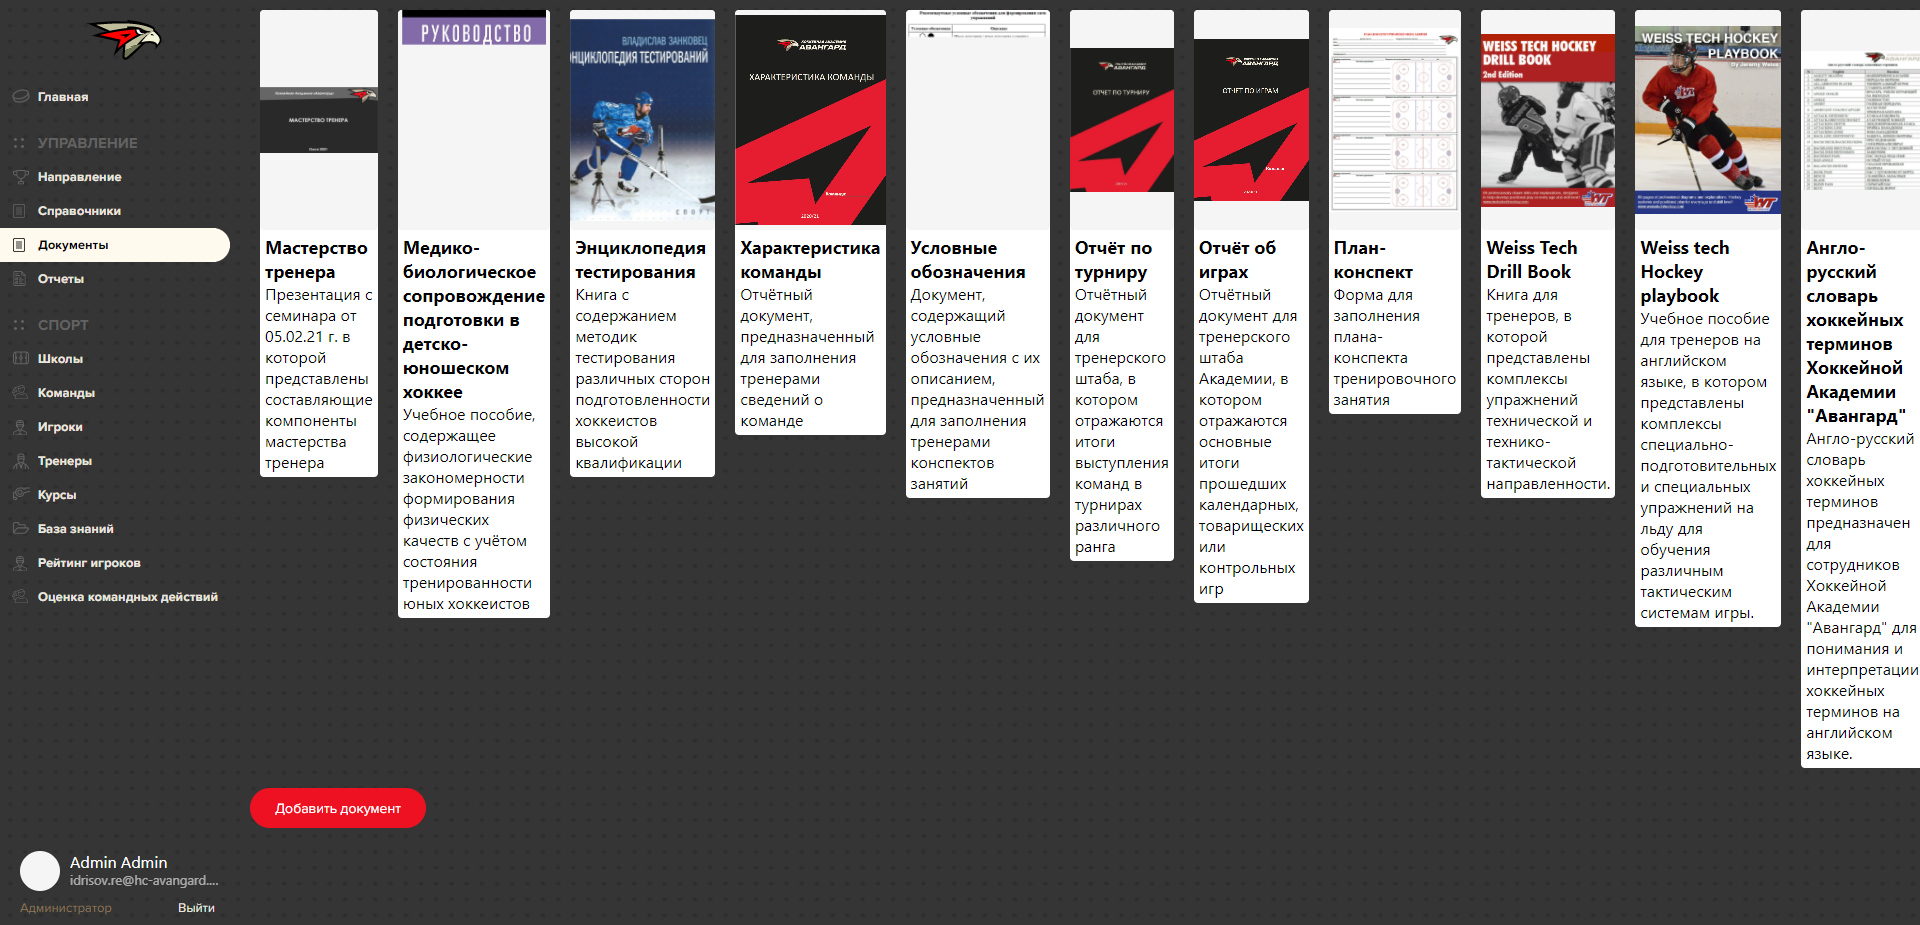 Главная
УПРАВЛЕНИЕ
Направление
Справочники
Документы
Отчеты
СПОРТ
Школы
Команды
Игроки
Тренеры
Курсы
База знаний
Рейтинг игроков
Оценка командных действий
Admin Admin
idrisov.re@hc-avangard....
Администратор
Выйти
МАСТЕРСТВО ТРЕНЕРА
Мастерство
тренера
Презентация с
семинара от
05.02.21 г. в
которой
представлены
составляющие
компоненты
мастерства
тренера
РУКОВОДСТВО
Медико-
биологическое
сопровождение
подготовки в
детско-
юношеском
хоккее
Учебное пособие,
содержащее
физиологические
закономерности
формирования
физических
качеств с учётом
состояния
тренированности
юных хоккеистов
ВЛАДИСЛАВ ЗАНКОВЕЦ
НЦИКЛОПЕДИЯ ТЕСТИРОВАНИЙ
СПОРТ
Энциклопедия
тестирования
Книга с
содержанием
методик
тестирования
различных сторон
подготовленности
хоккеистов
высокой
квалификации
АВАНГАРД
ХАРАКТЕРИСТИКА КОМАНДЫ
Команда
2020/21
Характеристика
команды
Отчётный
документ,
предназначенный
для заполнения
тренерами
сведений о
команде
Условные
обозначения
Документ,
содержащий
условные
обозначения с их
описанием,
предназначенный
для заполнения
тренерами
конспектов
занятий
АВАНГАРД
ОТЧЕТ ПО ТУРНИРУ
Отчёт по
турниру
Отчётный
документ
для
тренерского
штаба, в
котором
отражаются
итоги
выступления
команд в
турнирах
различного
ранга
АВАНГАРД
ОТЧЕТ ПО ИГРАМ
Отчёт об
играх
Отчётный
документ для
тренерского
штаба
Академии, в
котором
отражаются
основные
итоги
прошедших
календарных,
товарищеских
или
контрольных
игр
План-
конспект
Форма для
заполнения
плана-
конспекта
тренировочного
занятия
WEISS TECH HOCKEY
DRILL BOOK
2nd Edition
Weiss Tech
Drill Book
Книга для
тренеров, в
которой
представлены
комплексы
упражнений
технической и
технико-
тактической
направленности.
WEISS TECH HOCKEY
PLAYBOOK
By Jeremy Weiss
Weiss tech
Hockey
playbook
Учебное пособие
для тренеров на
английском
языке, в котором
представлены
комплексы
специально-
подготовительных
и специальных
упражнений на
льду для
обучения
различным
тактическим
системам игры.
Англо-
русский
словарь
хоккейных
терминов
Хоккейной
Академии
"Авангард"
Англо-русский
словарь
хоккейных
терминов
предназначен
для
сотрудников
Хоккейной
Академии
"Авангард" для
понимания и
интерпретации
хоккейных
терминов на
английском
языке.
Добавить документ